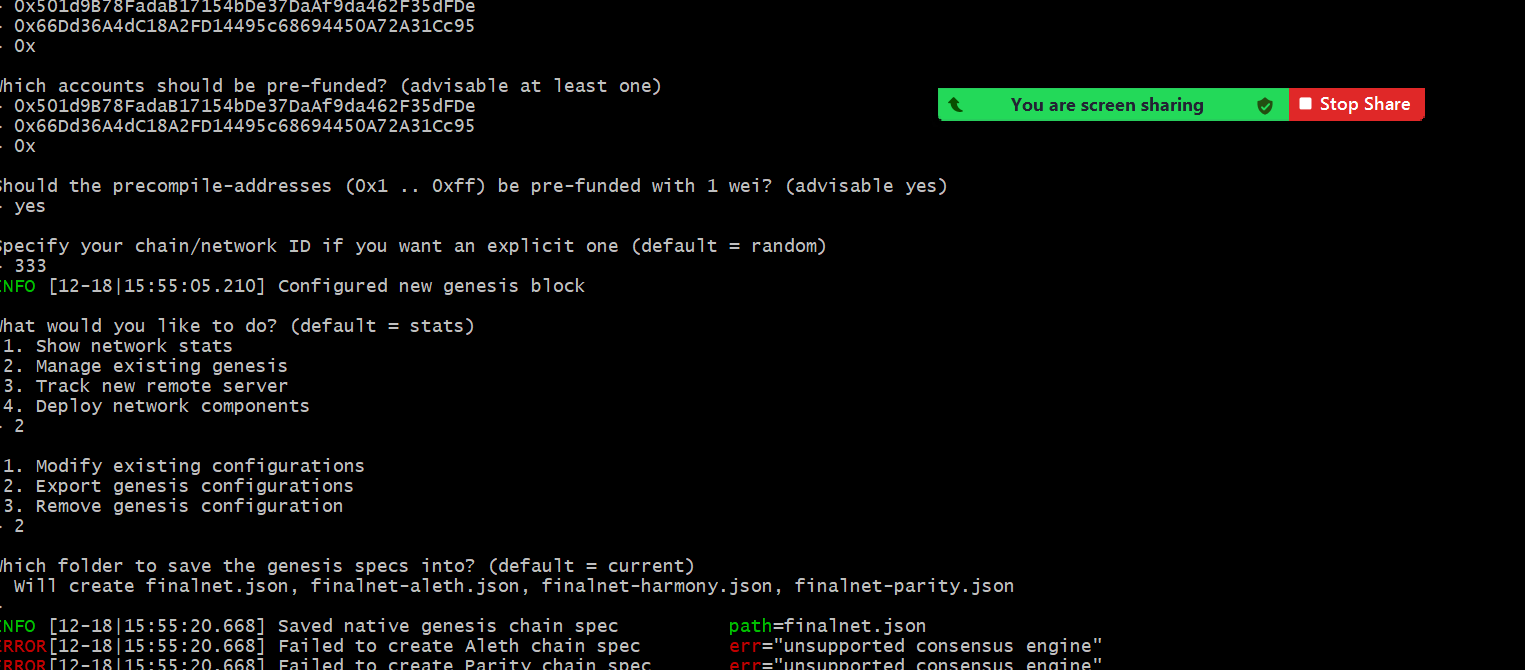 0x501d9B78FadaB17154bDe37DaAf9da462F35dFDe
0x66Dd36A4dC18A2FD14495c68694450A72A31Cc95
0x
hich accounts should be pre-funded? (advisable at least one)
0x501d9B78FadaB17154bDe37DaAf9da462F35dFDe
You are screen sharing
Stop Share
0x66Dd36A4dC18A2FD14495c68694450A72A31Cc95
0x
Should the precompile-addresses (0x1 .. 0xff) be pre-funded with 1 wei? (advisable yes)
yes
Specify your chain/network ID if you want an explicit one (default = random)
333
INFO [12-18|15:55:05.210] Configured new genesis block
What would you like to do? (default = stats)
1. Show network stats
2. Manage existing genesis
3. Track new remote server
4. Deploy network components
2
1. Modify existing configurations
2. Export genesis configurations
3. Remove genesis configuration
2
Which folder to save the genesis specs into? (default = current)
Will create finalnet.json, finalnet-aleth.json, finalnet-harmony.json, finalnet-parity.json
INFO [12-18|15:55:20.668] Saved native genesis chain spec path=finalnet.json
ERROR[12-18|15:55:20.668] Failed to create Aleth chain spec err="unsupported consensus engine"
ERROR[12-18|15:55:20.668] Failed to create Parity chain spec err="unsupported consensus engine"